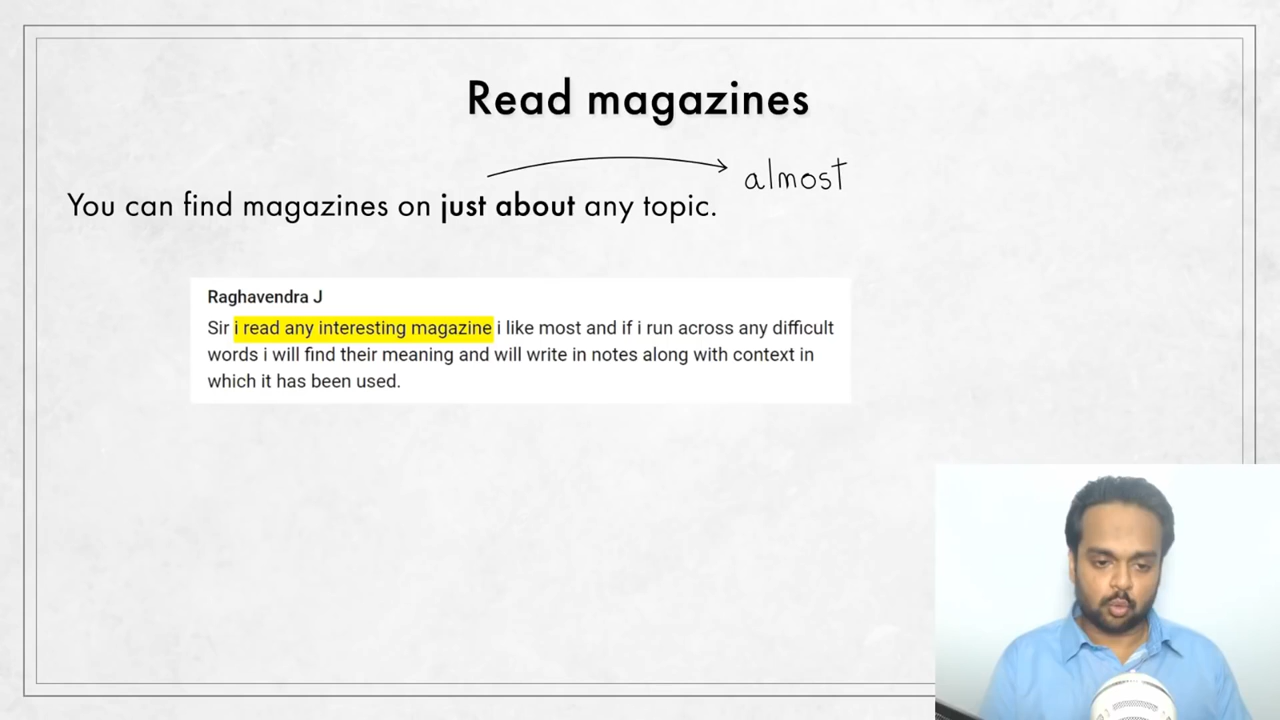 Read magazines
almost
You can find magazines on just about any topic.
Raghavendra J
Sir i read any interesting magazine i like most and if i run across any difficult
words i will find their meaning and will write in notes along with context in
which it has been used.